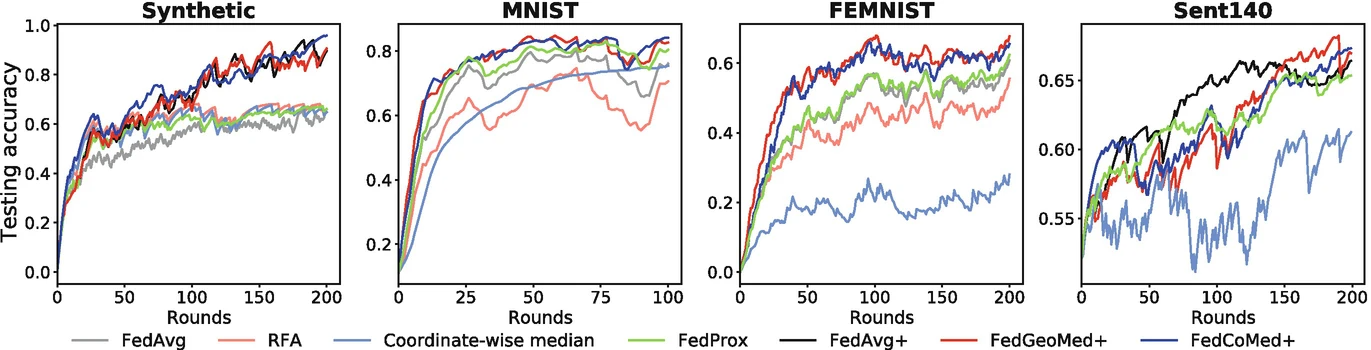 Synthetic
MNIST
FEMNIST
Sent140
Testing accuracy
1.0
0.8
0.6
0.4
0.2
0.0
0 50 100 150 200
Rounds
0.8
0.6
0.4
0.2
0 25 50 75 100
Rounds
0.6
0.4
0.2
0.0
0 50 100 150 200
Rounds
0.65
0.60
0.55
0 50 100 150 200
Rounds
FedAvg RFA Coordinate-wise median FedProx FedAvg+ FedGeoMed+ FedCoMed+